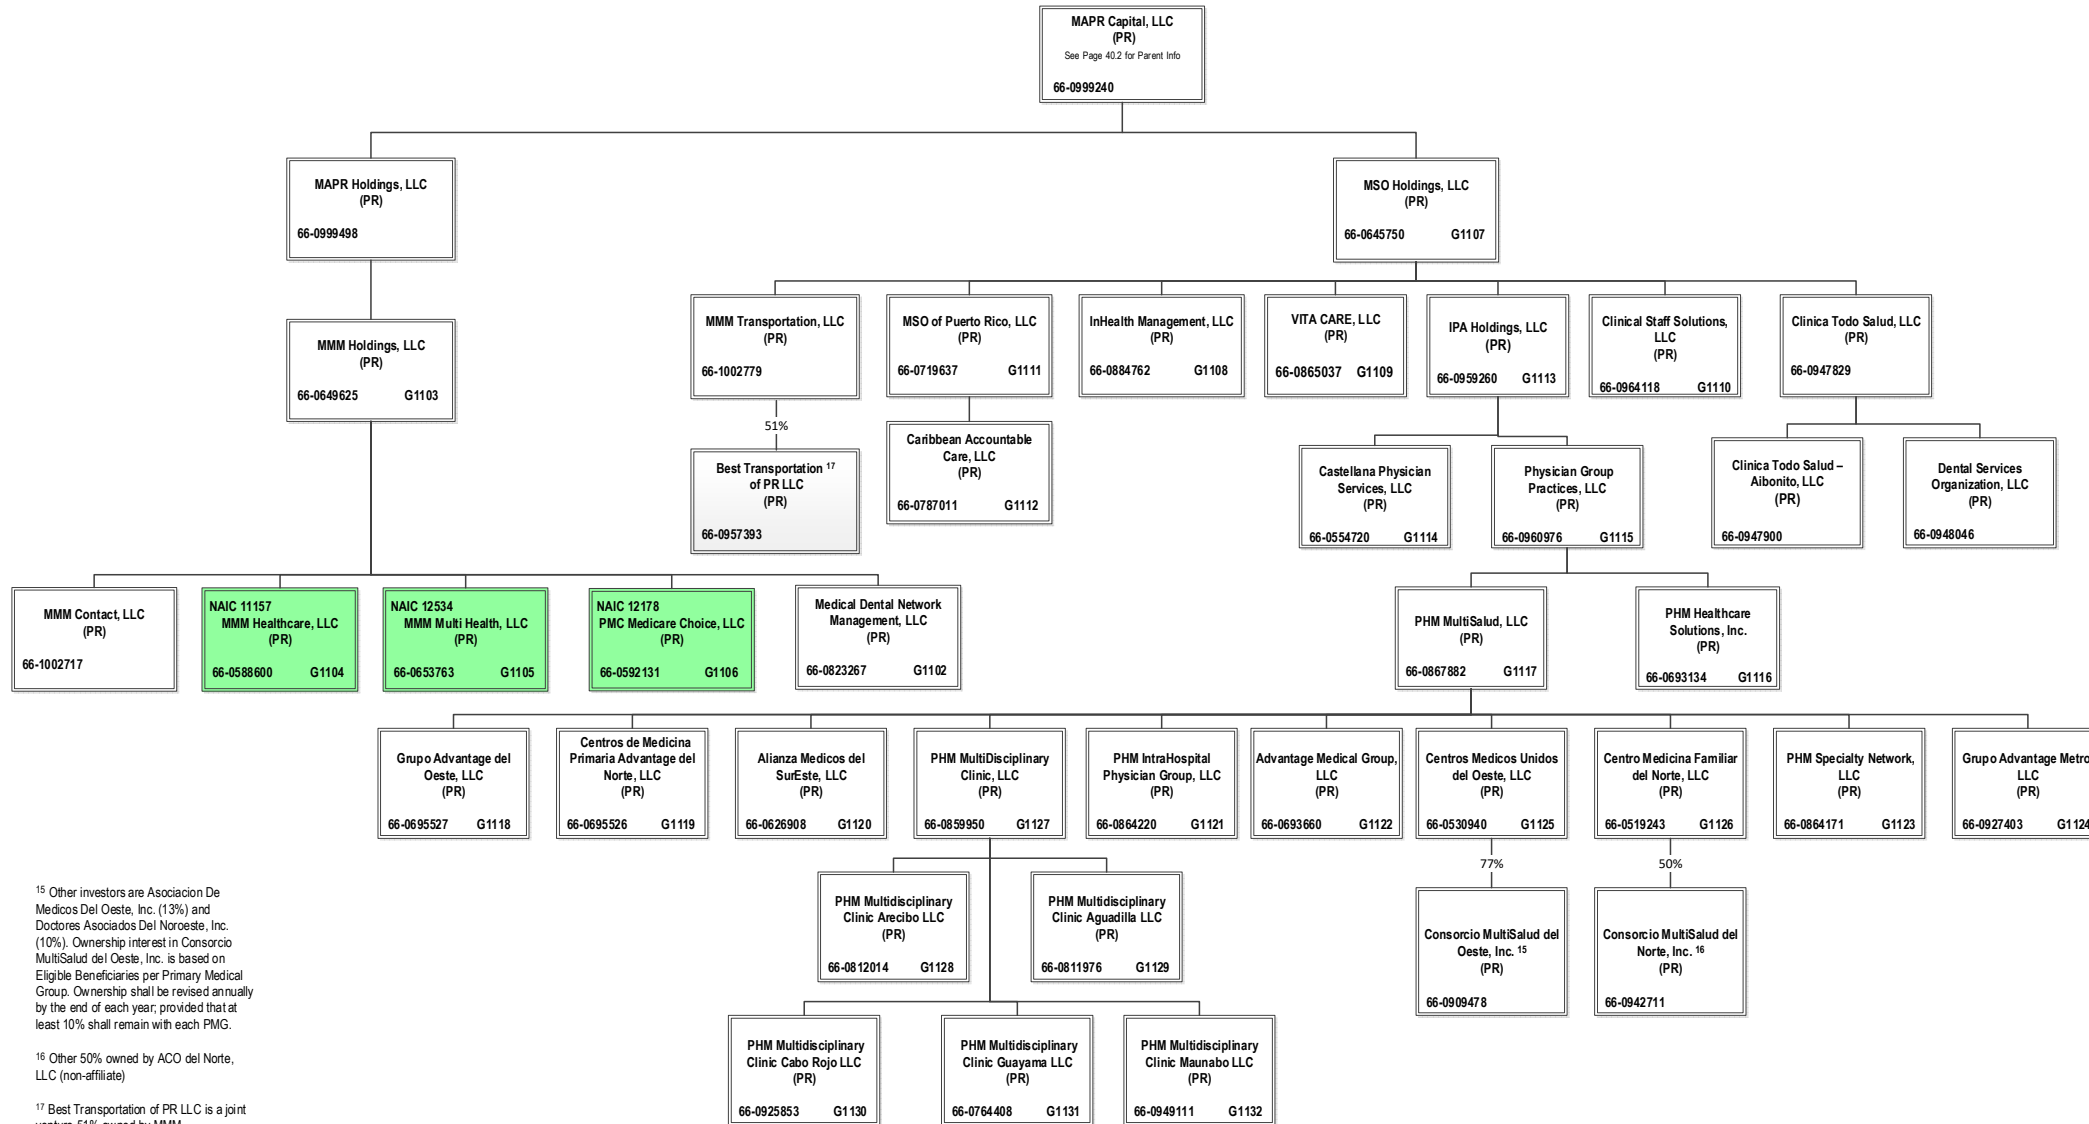 MAPR Capital, LLC
(PR)
See Page 40.2 for Parent Info
66-0999240
MAPR Holdings, LLC
(PR)
66-0999498
MSO Holdings, LLC
(PR)
66-0645750 G1107
MMM Holdings, LLC
(PR)
66-0649625 G1103
MMM Transportation, LLC
(PR)
66-1002779
MSO of Puerto Rico, LLC
(PR)
66-0719637 G1111
InHealth Management, LLC
(PR)
66-0884762 G1108
VITA CARE, LLC
(PR)
66-0865037 G1109
IPA Holdings, LLC
(PR)
66-0959260 G1113
Clinical Staff Solutions,
LLC
(PR)
66-0964118 G1110
Clinica Todo Salud, LLC
(PR)
66-0947829
51%
Best Transportation 17
of PR LLC
(PR)
66-0957393
Caribbean Accountable
Care, LLC
(PR)
66-0787011 G1112
Castellana Physician
Services, LLC
(PR)
66-0554720 G1114
Physician Group
Practices, LLC
(PR)
66-0960976 G1115
Clinica Todo Salud –
Aibonito, LLC
(PR)
66-0947900
Dental Services
Organization, LLC
(PR)
66-0948046
MMM Contact, LLC
(PR)
66-1002717
NAIC 11157
MMM Healthcare, LLC
(PR)
66-0588600 G1104
NAIC 12534
MMM Multi Health, LLC
(PR)
66-0653763 G1105
NAIC 12178
PMC Medicare Choice, LLC
(PR)
66-0592131 G1106
Medical Dental Network
Management, LLC
(PR)
66-0823267 G1102
PHM MultiSalud, LLC
(PR)
66-0867882 G1117
PHM Healthcare
Solutions, Inc.
(PR)
66-0693134 G1116
Grupo Advantage del
Oeste, LLC
(PR)
66-0695527 G1118
Centros de Medicina
Primaria Advantage del
Norte, LLC
(PR)
66-0695526 G1119
Alianza Medicos del
SurEste, LLC
(PR)
66-0626908 G1120
PHM MultiDisciplinary
Clinic, LLC
(PR)
66-0859950 G1127
PHM IntraHospital
Physician Group, LLC
(PR)
66-0864220 G1121
Advantage Medical Group,
LLC
(PR)
66-0693660 G1122
Centros Medicos Unidos
del Oeste, LLC
(PR)
66-0530940 G1125
Centro Medicina Familiar
del Norte, LLC
(PR)
66-0519243 G1126
PHM Specialty Network,
LLC
(PR)
66-0864171 G1123
Grupo Advantage Metro
LLC
(PR)
66-0927403 G1124
77%
50%
PHM Multidisciplinary
Clinic Arecibo LLC
(PR)
66-0812014 G1128
PHM Multidisciplinary
Clinic Aguadilla LLC
(PR)
66-0811976 G1129
Consorcio MultiSalud del
Oeste, Inc. 15
(PR)
66-0909478
Consorcio MultiSalud del
Norte, Inc. 16
(PR)
66-0942711
PHM Multidisciplinary
Clinic Cabo Rojo LLC
(PR)
66-0925853 G1130
PHM Multidisciplinary
Clinic Guayama LLC
(PR)
66-0764408 G1131
PHM Multidisciplinary
Clinic Maunabo LLC
(PR)
66-0949111 G1132
15 Other investors are Asociacion De
Medicos Del Oeste, Inc. (13%) and
Doctores Asociados Del Noroeste, Inc.
(10%). Ownership interest in Consorcio
MultiSalud del Oeste, Inc. is based on
Eligible Beneficiaries per Primary Medical
Group. Ownership shall be revised annually
by the end of each year; provided that at
least 10% shall remain with each PMG.
16 Other 50% owned by ACO del Norte,
LLC (non-affiliate)
17 Best Transportation of PR LLC is a joint
venture 51% owned by MMM